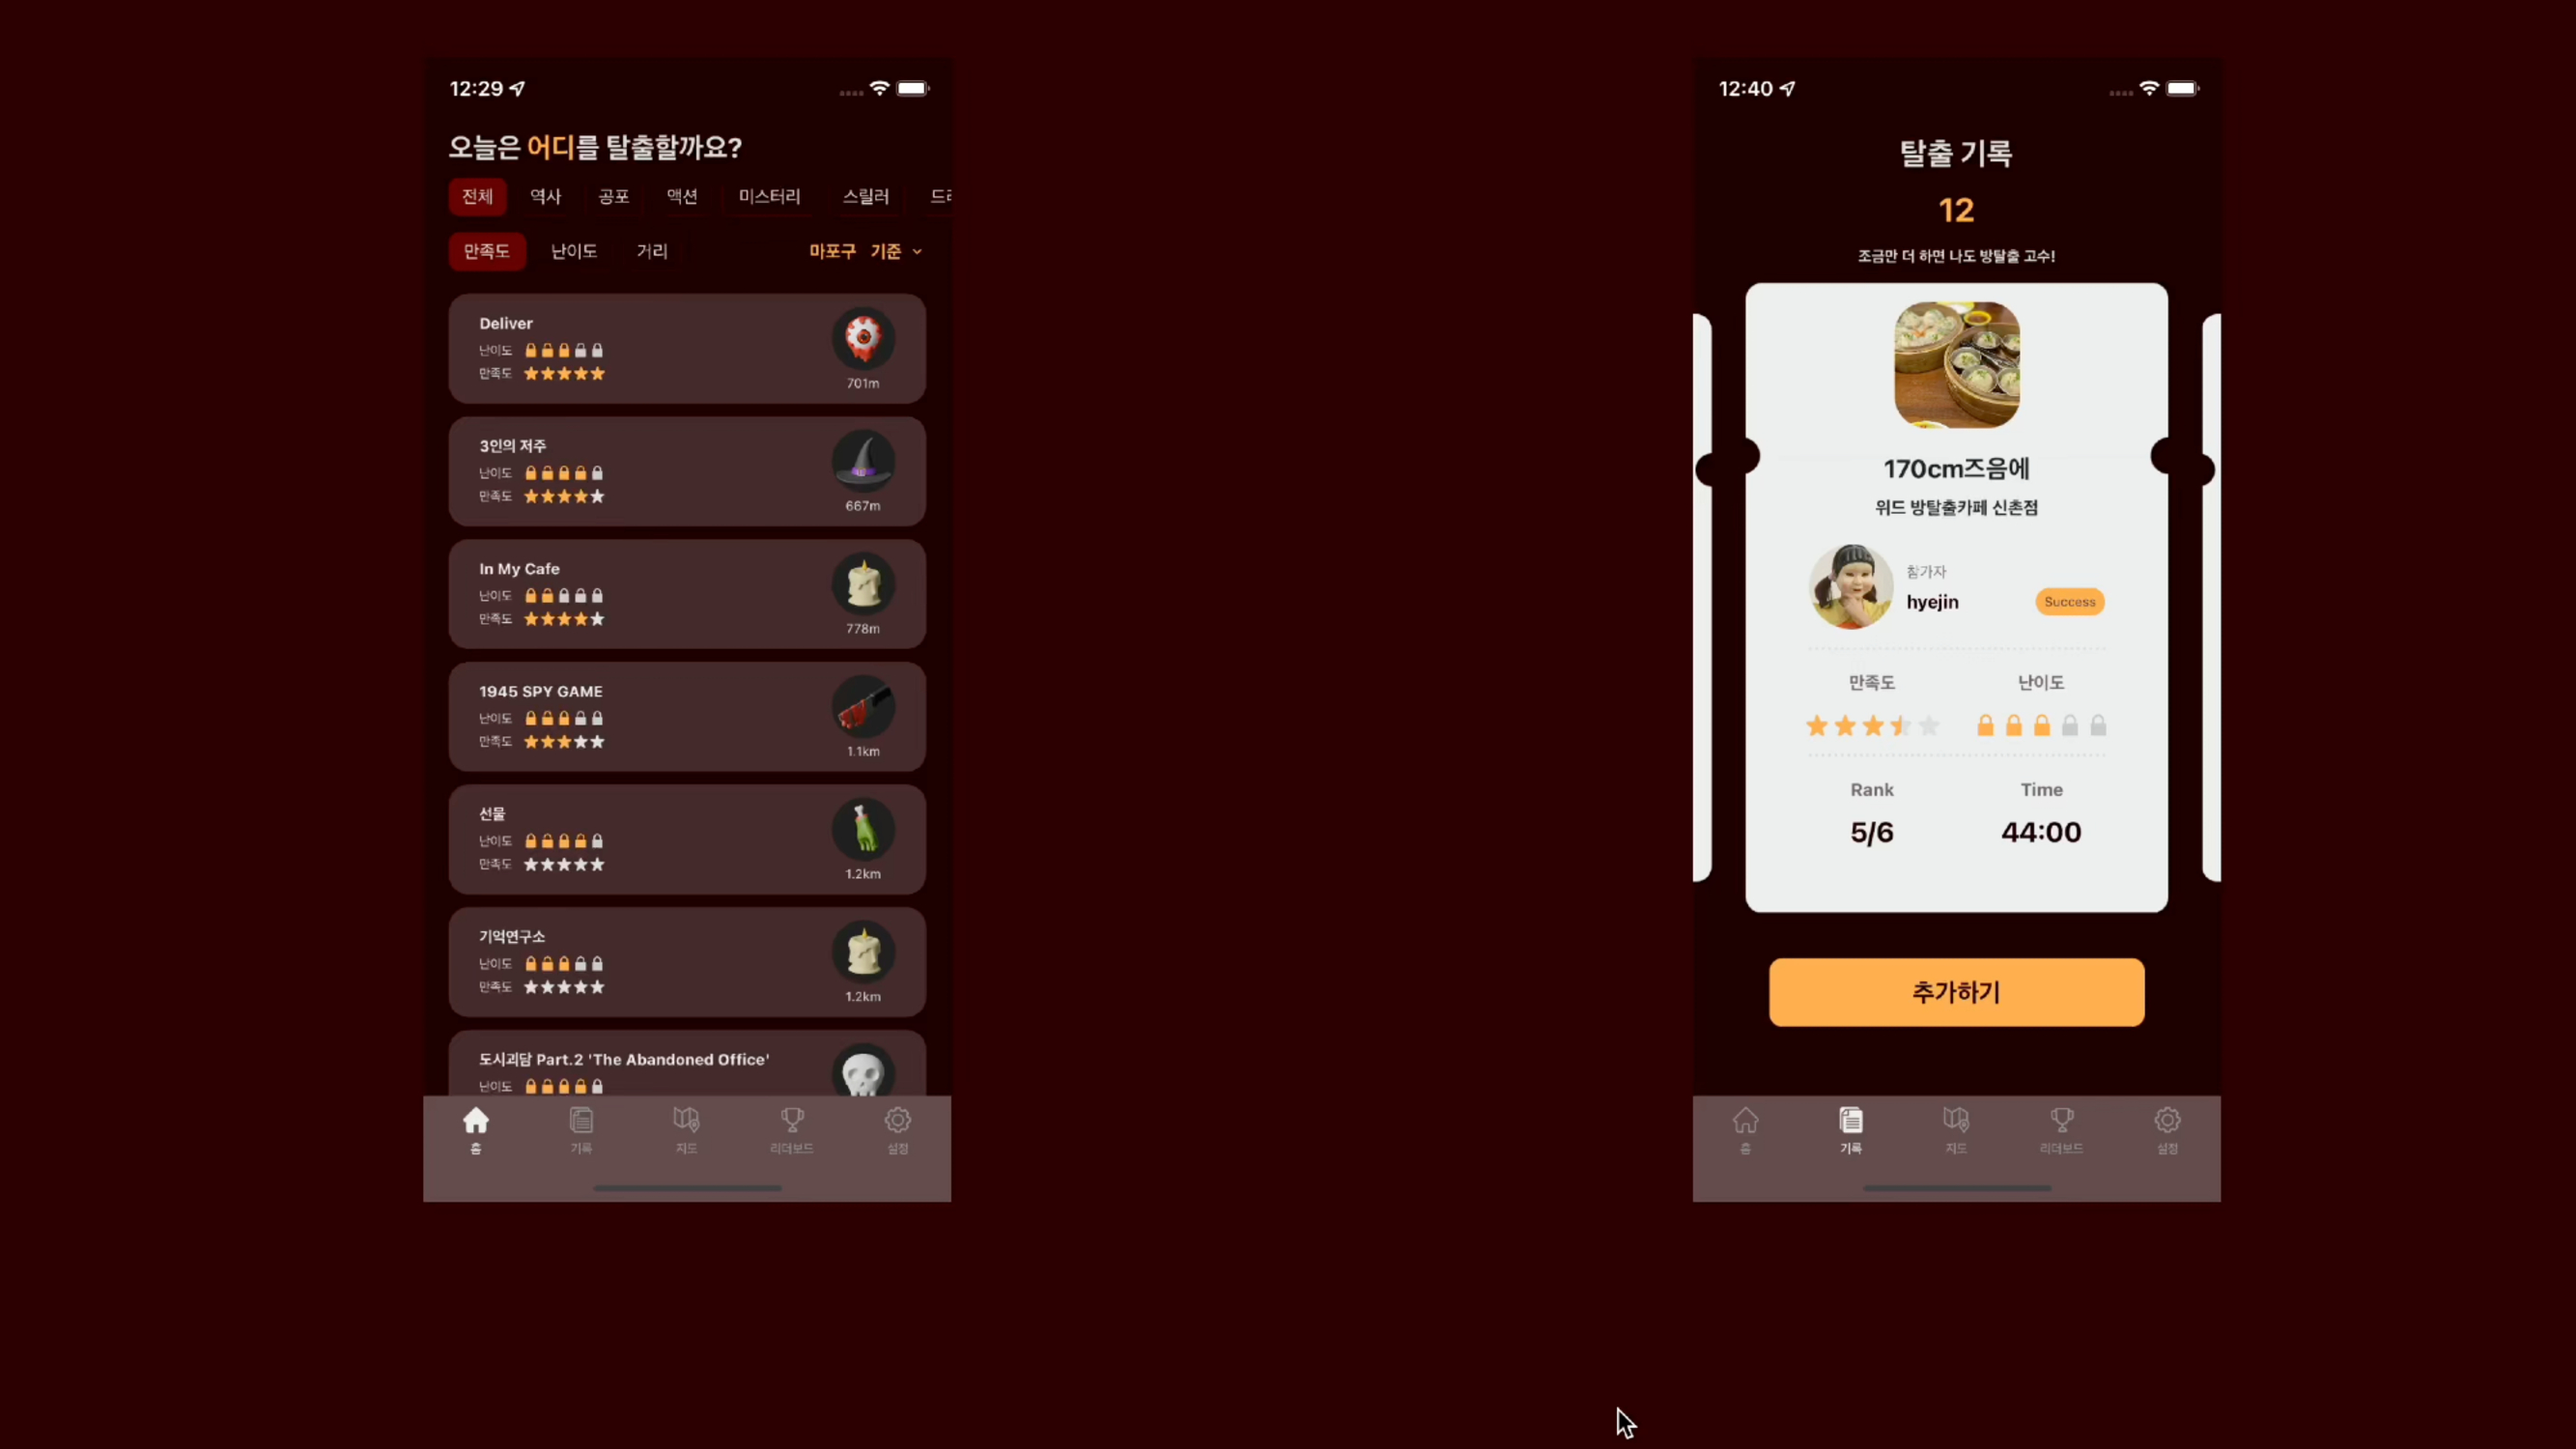 12:29
오늘은 어디를 탈출할까요?
전체 역사 공포 액션 미스터리 스릴러
만족도 난이도 거리 마포구 기준
Deliver
난이도
만족도
701m
3인의 저주
난이도
만족도
667m
In My Cafe
난이도
만족도
778m
1945 SPY GAME
난이도
만족도
1.1km
선물
난이도
만족도
1.2km
기억연구소
난이도
만족도
1.2km
도시괴담 Part.2 'The Abandoned Office'
난이도
홈 기록 지도 리더보드 설정
12:40
탈출 기록
12
조금만 더 하면 나도 방탈출 고수!
170cm즈음에
위드 방탈출카페 신촌점
참가자
hyejin
Success
만족도 난이도
Rank Time
5/6 44:00
추가하기
홈 기록 지도 리더보드 설정